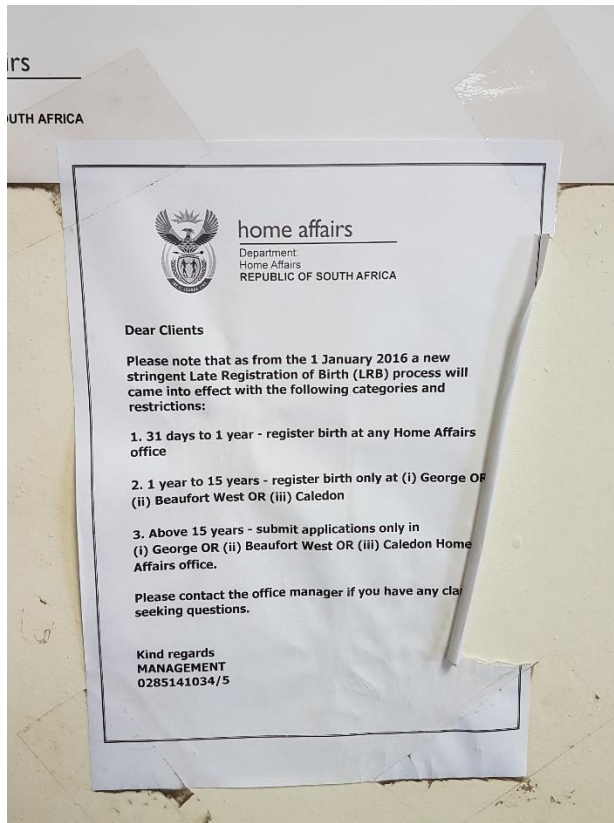 irs
UTH AFRICA
home affairs
Department:
Home Affairs
REPUBLIC OF SOUTH AFRICA
Dear Clients
Please note that as from the 1 January 2016 a new
stringent Late Registration of Birth (LRB) process will
came into effect with the following categories and
restrictions:
1. 31 days to 1 year - register birth at any Home Affairs
office
2. 1 year to 15 years - register birth only at (i) George OR
(ii) Beaufort West OR (iii) Caledon
3. Above 15 years - submit applications only in
(i) George OR (ii) Beaufort West OR (iii) Caledon Home
Affairs office.
Please contact the office manager if you have any
seeking questions.
Kind regards
MANAGEMENT
0285141034/5